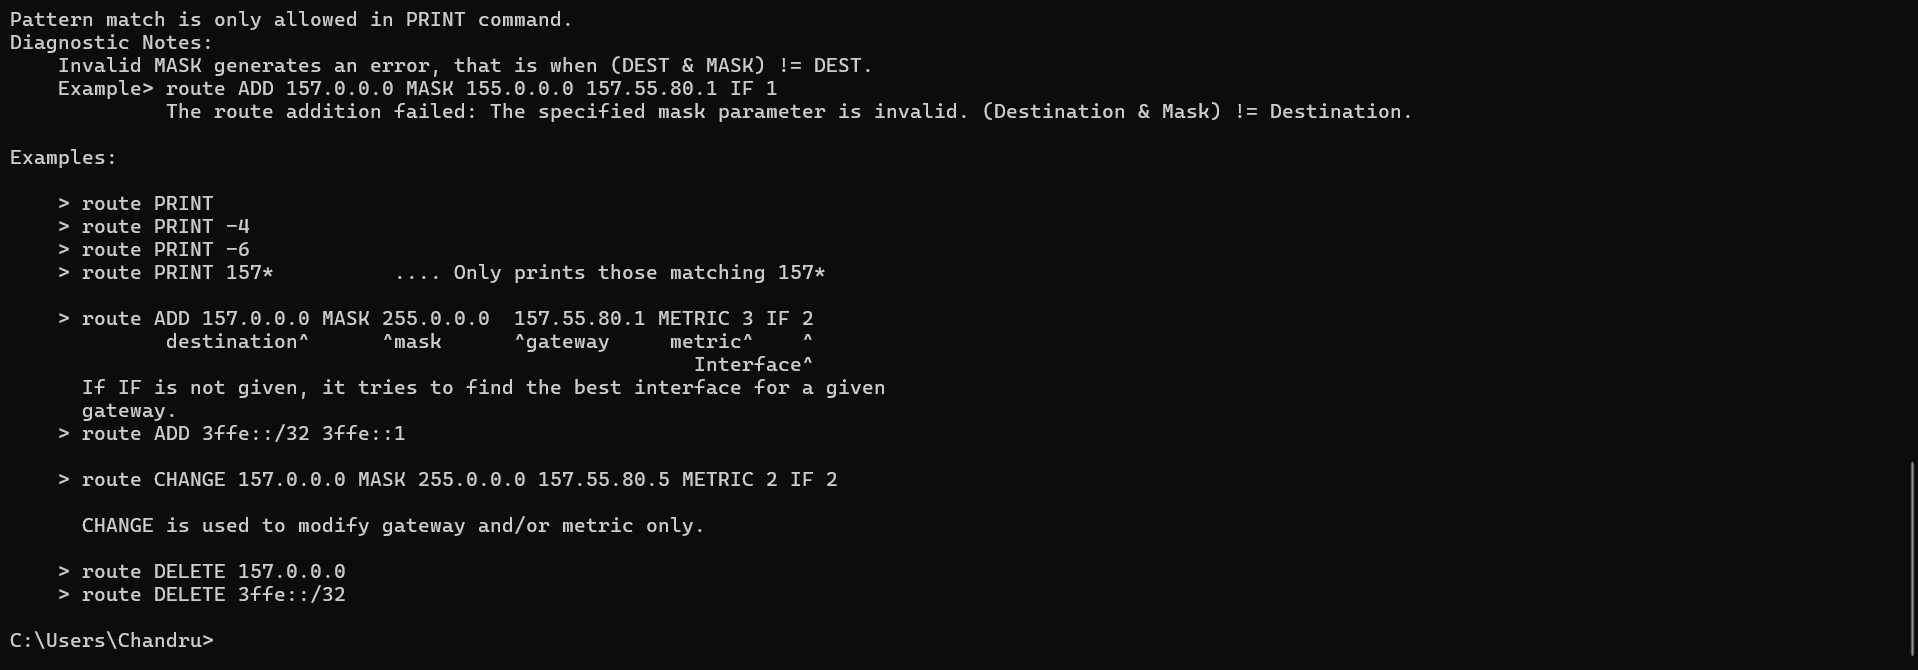 Pattern match is only allowed in PRINT command.
Diagnostic Notes:
    Invalid MASK generates an error, that is when (DEST & MASK) != DEST.
    Example> route ADD 157.0.0.0 MASK 155.0.0.0 157.55.80.1 IF 1
             The route addition failed: The specified mask parameter is invalid. (Destination & Mask) != Destination.

Examples:

    > route PRINT
    > route PRINT -4
    > route PRINT -6
    > route PRINT 157*          .... Only prints those matching 157*

    > route ADD 157.0.0.0 MASK 255.0.0.0  157.55.80.1 METRIC 3 IF 2
             destination^      ^mask      ^gateway     metric^    ^
                                                         Interface^
      If IF is not given, it tries to find the best interface for a given
      gateway.
    > route ADD 3ffe::/32 3ffe::1

    > route CHANGE 157.0.0.0 MASK 255.0.0.0 157.55.80.5 METRIC 2 IF 2

      CHANGE is used to modify gateway and/or metric only.

    > route DELETE 157.0.0.0
    > route DELETE 3ffe::/32

C:\Users\Chandru>